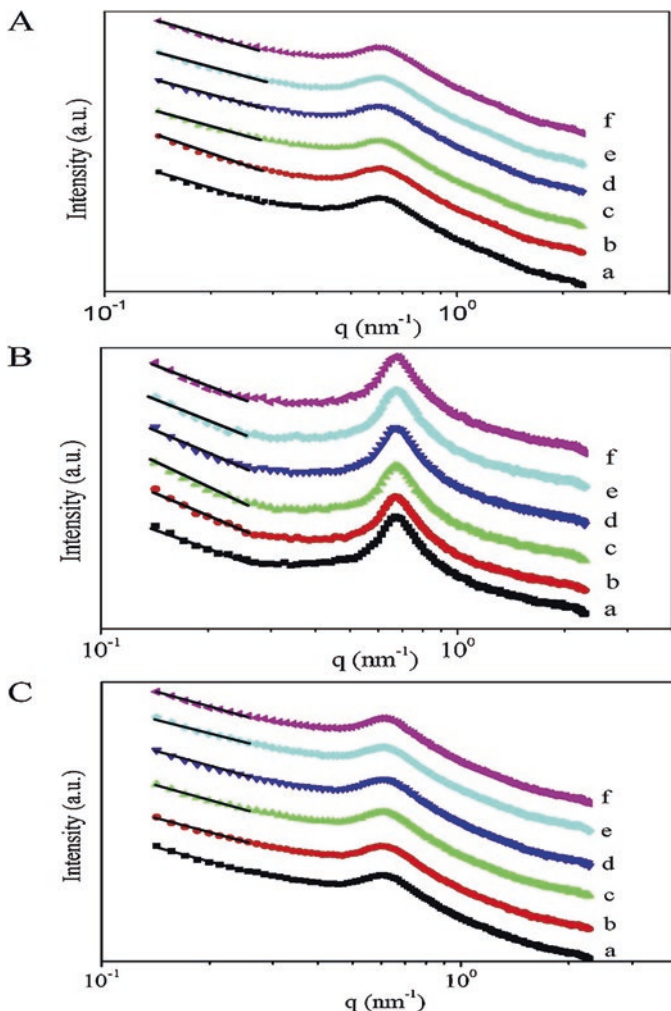 A
Intensity (a.u.)
f
e
d
c
b
a
10⁻¹
10⁰
q (nm⁻¹)
B
Intensity (a.u.)
f
e
d
c
b
a
10⁻¹
10⁰
q (nm⁻¹)
C
Intensity (a.u.)
f
e
d
c
b
a
10⁻¹
10⁰
q (nm⁻¹)